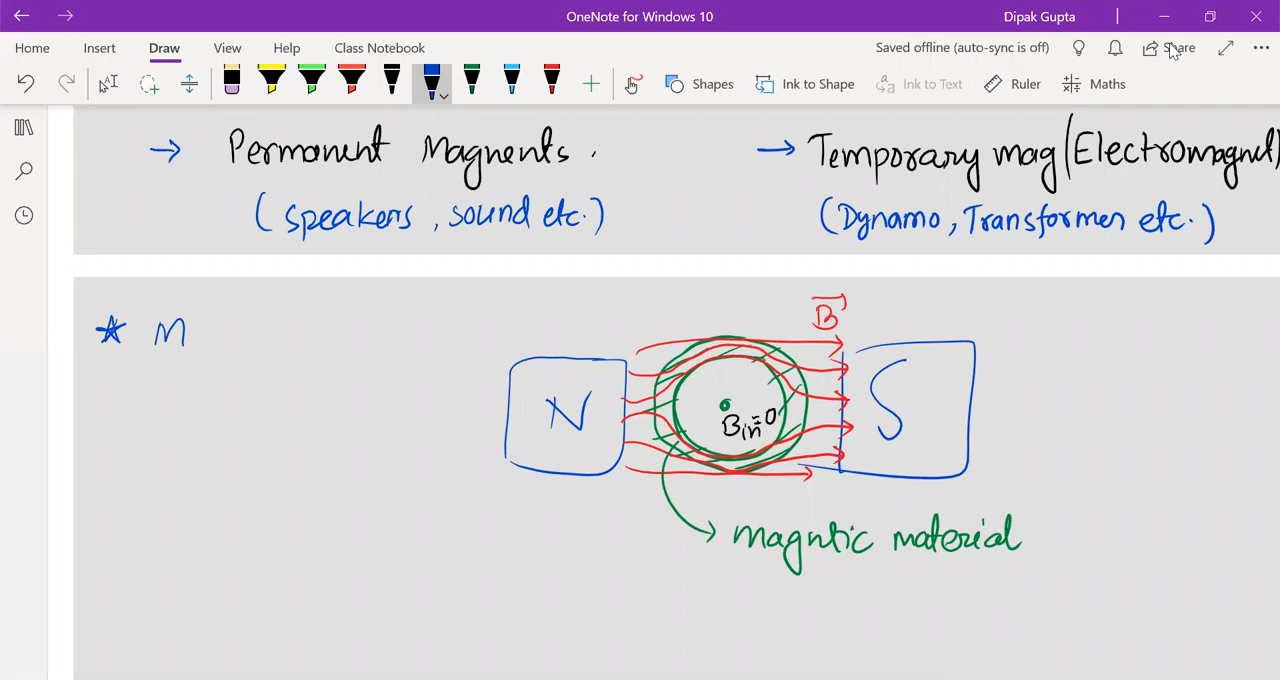 OneNote for Windows 10
Dipak Gupta
Home Insert Draw View Help Class Notebook
Saved offline (auto-sync is off)
Share
Shapes
Ink to Shape
Ink to Text
Ruler
Maths
→ Permanent Magnents.
→ Temporary mag(Electromagnet)
(speakers, sound etc.)
(Dynamo, Transformer etc.)
★ M
B
N
Bin=0
S
magntic material